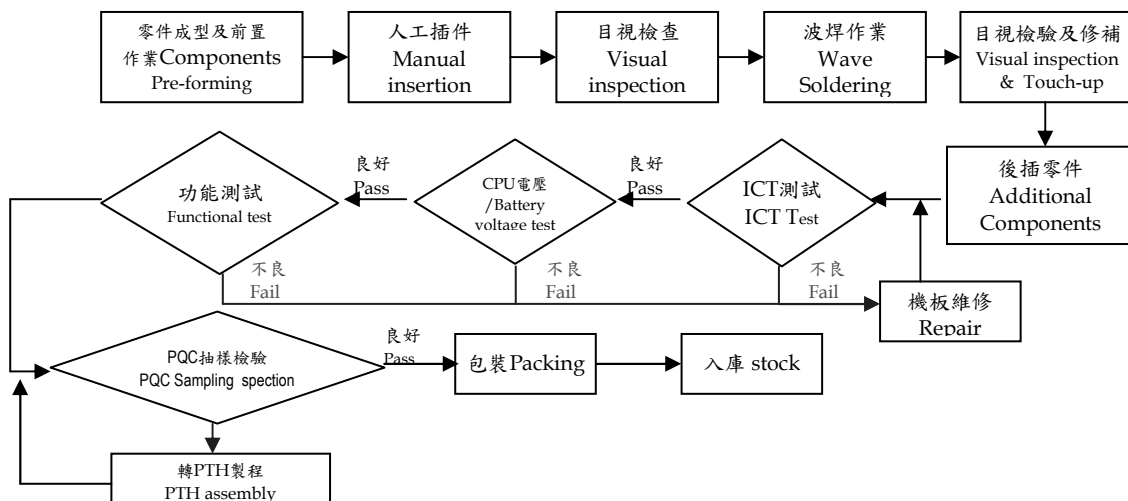 零件成型及前置
作業Components
Pre-forming
人工插件
Manual
insertion
目視檢查
Visual
inspection
波焊作業
Wave
Soldering
目視檢驗及修補
Visual inspection
& Touch-up
功能測試
Functional test
良好
Pass
CPU電壓
/Battery
voltage test
良好
Pass
ICT測試
ICT Test
後插零件
Additional
Components
不良
Fail
不良
Fail
不良
Fail
機板維修
Repair
PQC抽樣檢驗
PQC Sampling spection
良好
Pass
包裝Packing
入庫 stock
轉PTH製程
PTH assembly